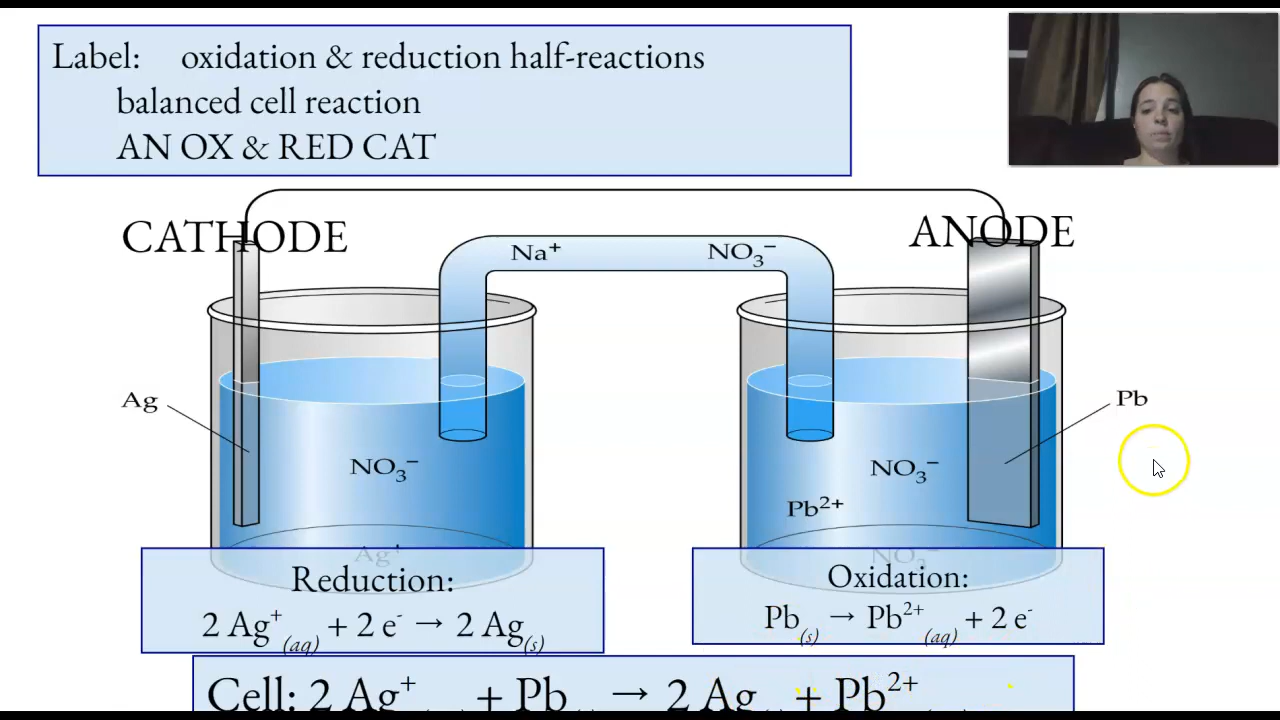 Label: oxidation & reduction half-reactions
balanced cell reaction
AN OX & RED CAT
CATHODE
ANODE
Na⁺
NO₃⁻
Ag
Pb
NO₃⁻
NO₃⁻
Pb²⁺
Ag⁺
NO₃⁻
Reduction:
2 Ag⁺(aq) + 2 e⁻ → 2 Ag(s)
Oxidation:
Pb(s) → Pb²⁺(aq) + 2 e⁻
Cell: 2 Ag⁺ + Pb → 2 Ag + Pb²⁺